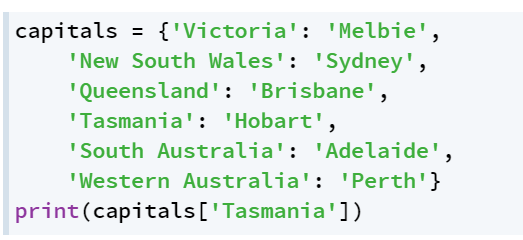 capitals = {'Victoria': 'Melbie',
    'New South Wales': 'Sydney',
    'Queensland': 'Brisbane',
    'Tasmania': 'Hobart',
    'South Australia': 'Adelaide',
    'Western Australia': 'Perth'}
print(capitals['Tasmania'])